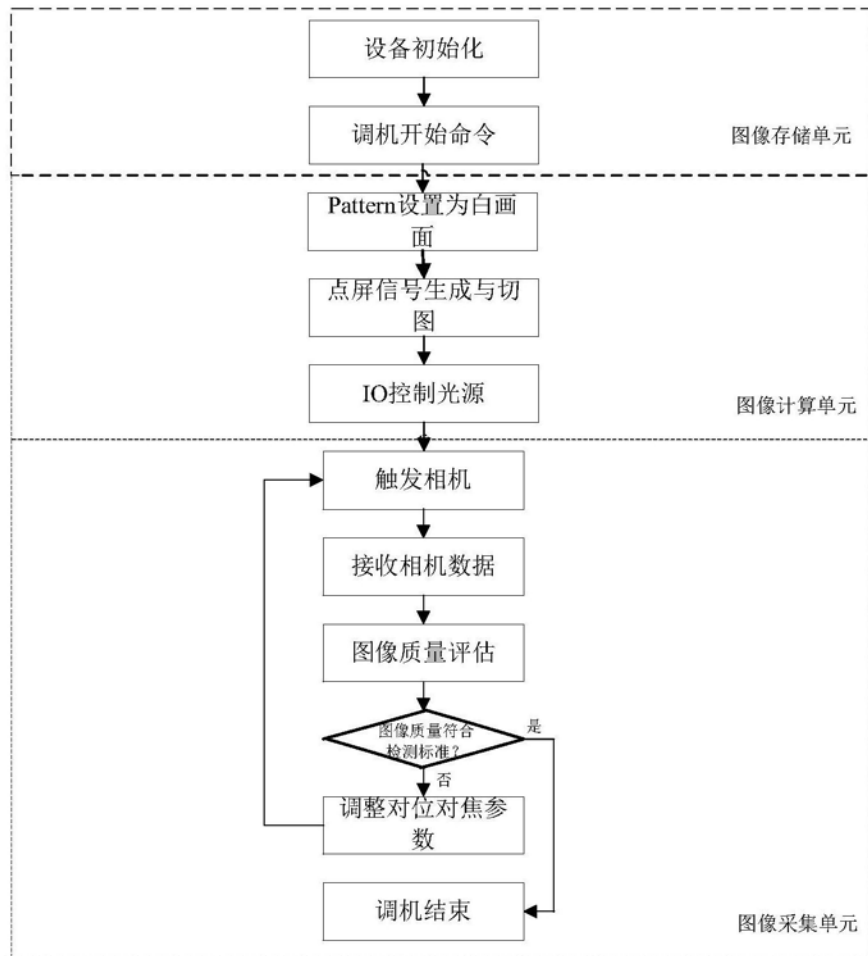 设备初始化
调机开始命令
图像存储单元
Pattern设置为白画
面
点屏信号生成与切
图
IO控制光源
图像计算单元
触发相机
接收相机数据
图像质量评估
图像质量符合
检测标准？
是
否
调整对位对焦参
数
调机结束
图像采集单元